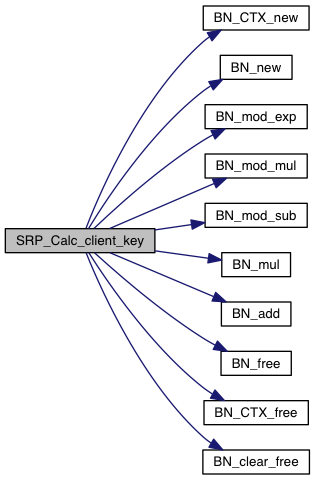 BN_CTX_new
BN_new
BN_mod_exp
BN_mod_mul
SRP_Calc_client_key
BN_mod_sub
BN_mul
BN_add
BN_free
BN_CTX_free
BN_clear_free